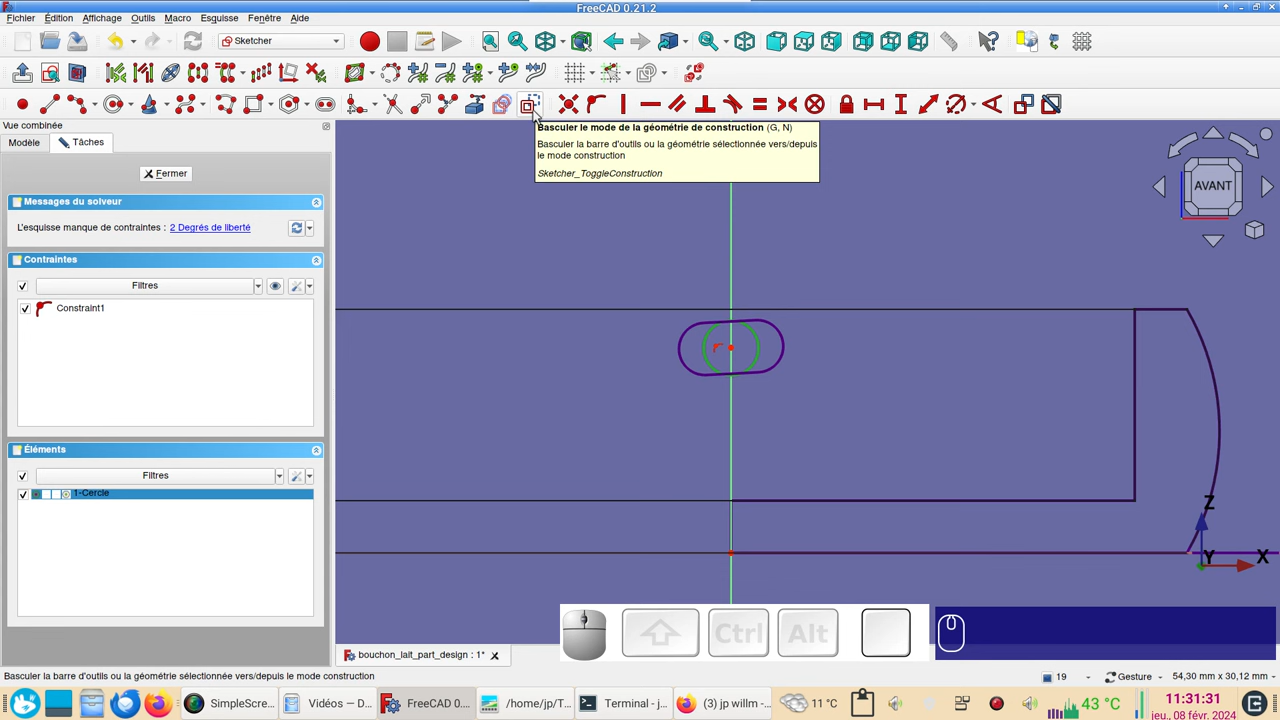 FreeCAD 0.21.2
Fichier Édition Affichage Outils Macro Esquisse Fenêtre Aide
Sketcher
Vue combinée
Modèle Tâches
Fermer
Basculer le mode de la géométrie de construction (G, N)
Basculer la barre d'outils ou la géométrie sélectionnée vers/depuis
le mode construction
Sketcher_ToggleConstruction
AVANT
Messages du solveur
L'esquisse manque de contraintes : 2 Degrés de liberté
Contraintes
Filtres
Constraint1
Éléments
Filtres
1-Cercle
Z
Y
X
Ctrl
Alt
bouchon_lait_part_design : 1*
Basculer la barre d'outils ou la géométrie sélectionnée vers/depuis le mode construction
19
Gesture
54,30 mm x 30,12 mm
SimpleScre...
Vidéos — D...
FreeCAD 0....
/home/jp/T...
Terminal - j...
(3) jp willm -...
11 °C
43 °C
11:31:31
jeu., 08 févr. 2024